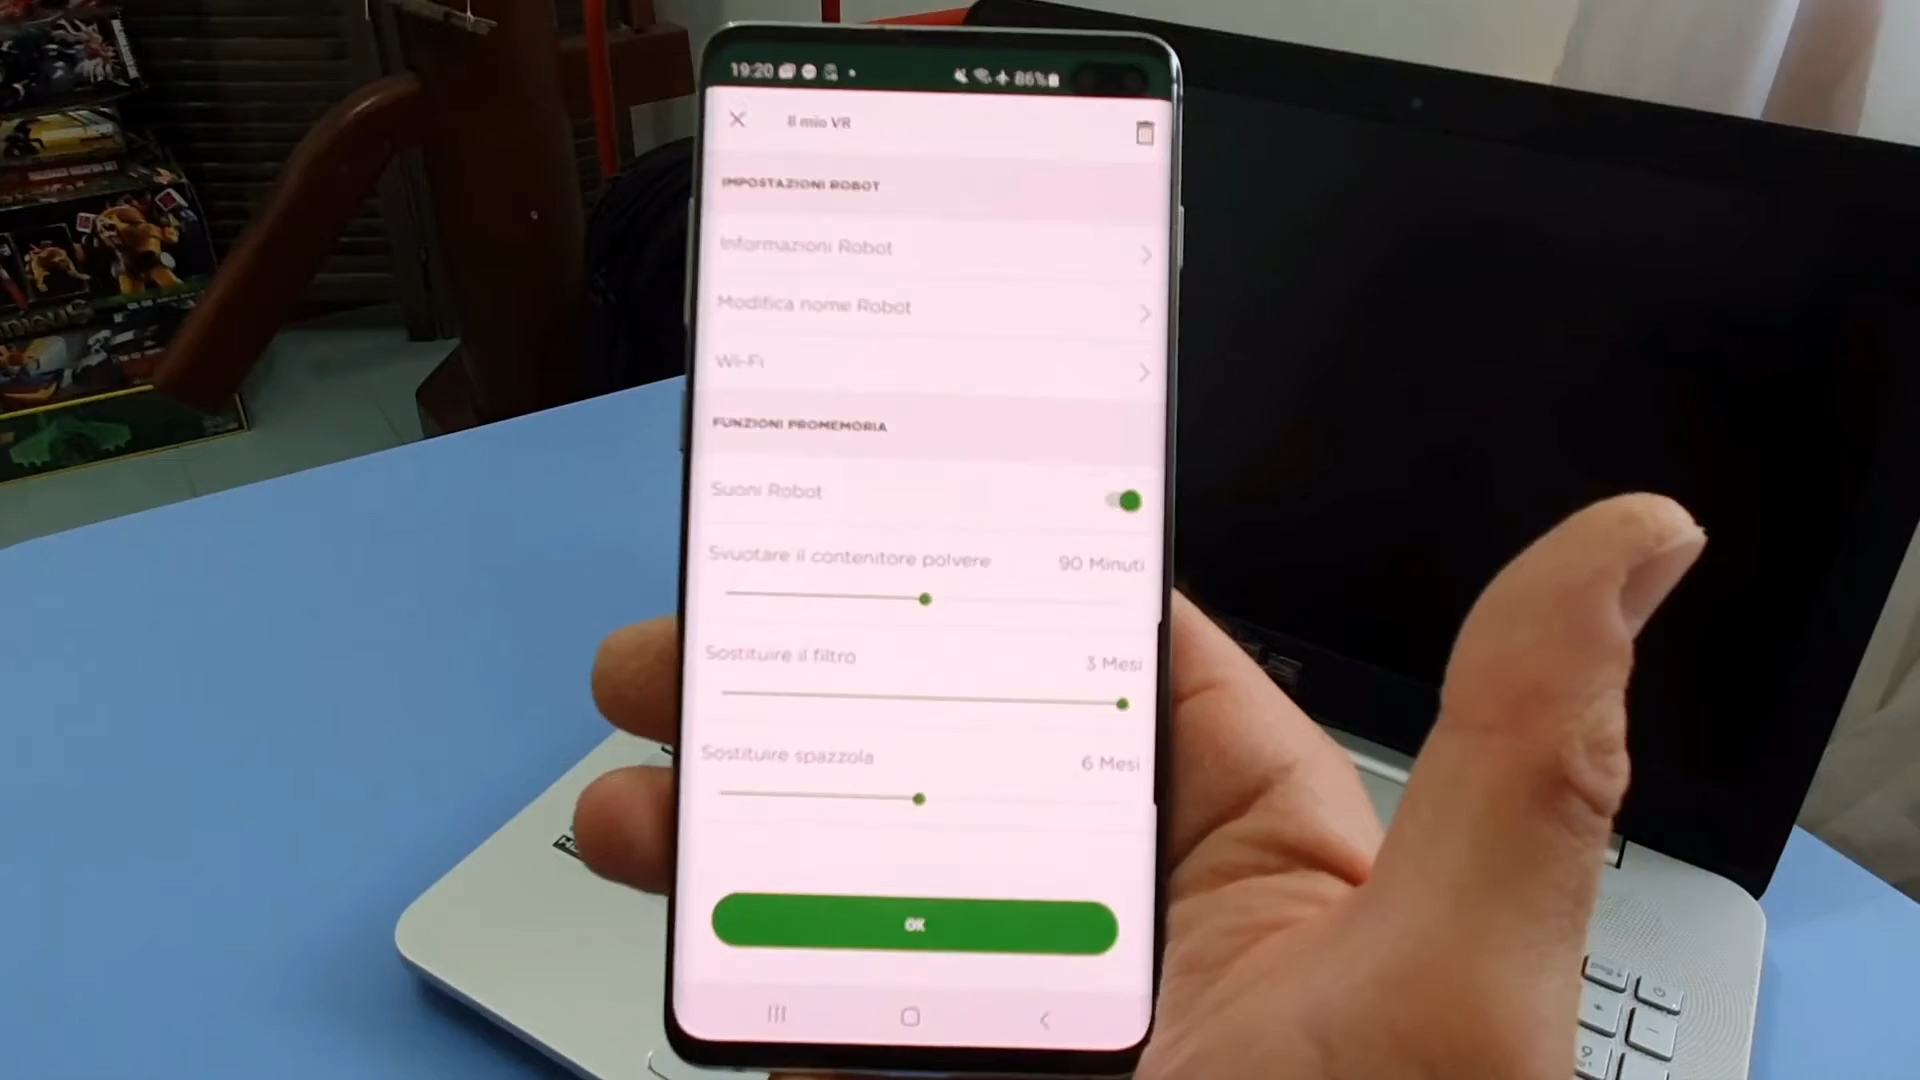 19:20
86%
Il mio VR
IMPOSTAZIONI ROBOT
Informazioni Robot
Modifica nome Robot
Wi-Fi
FUNZIONI PROMEMORIA
Suoni Robot
Svuotare il contenitore polvere 90 Minuti
Sostituire il filtro 3 Mesi
Sostituire spazzola 6 Mesi
OK
9